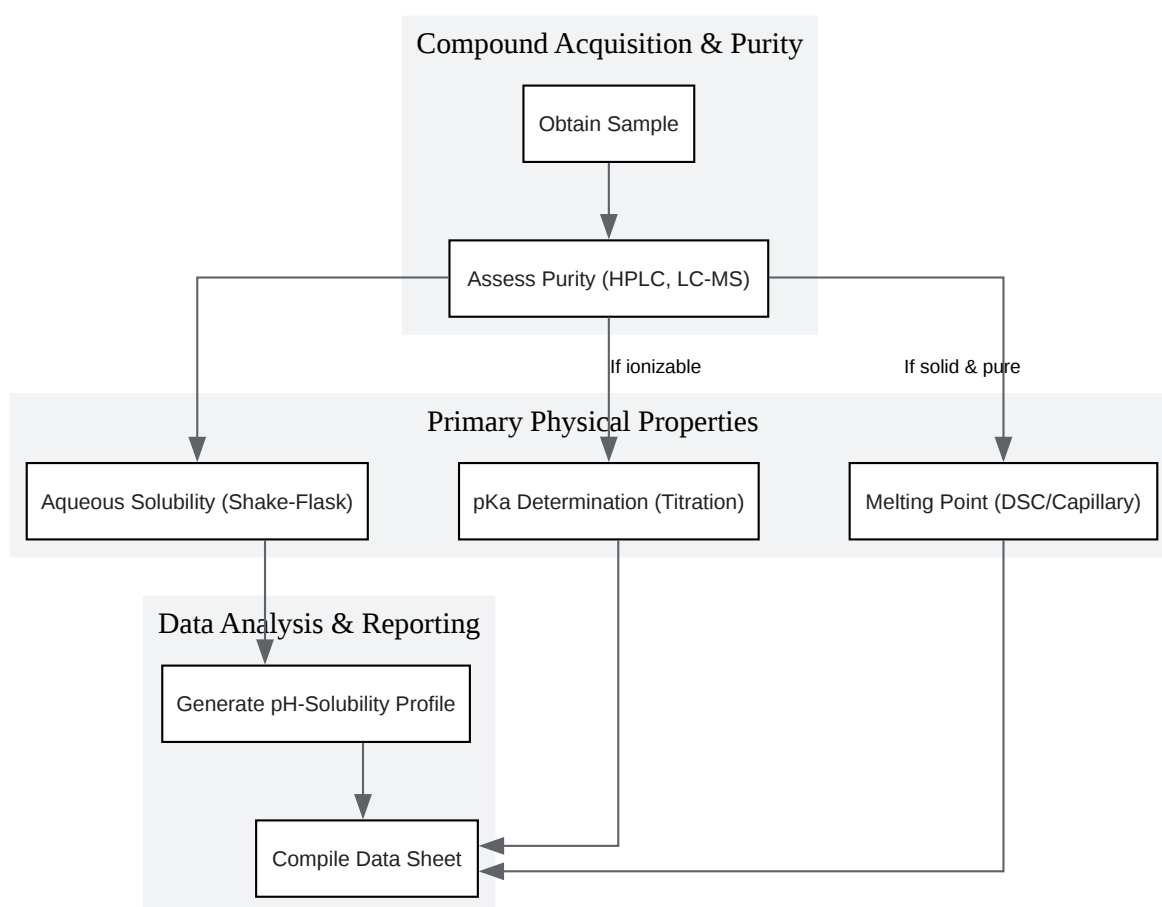 Compound Acquisition & Purity
Obtain Sample
Assess Purity (HPLC, LC-MS)
If ionizable
If solid & pure
Primary Physical Properties
Aqueous Solubility (Shake-Flask)
pKa Determination (Titration)
Melting Point (DSC/Capillary)
Data Analysis & Reporting
Generate pH-Solubility Profile
Compile Data Sheet